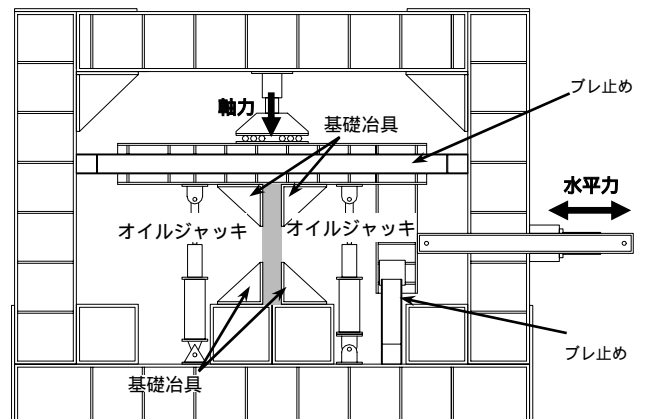 ブレ止め
軸力
基礎冶具
水平力
オイルジャッキ
オイルジャッキ
ブレ止め
基礎冶具